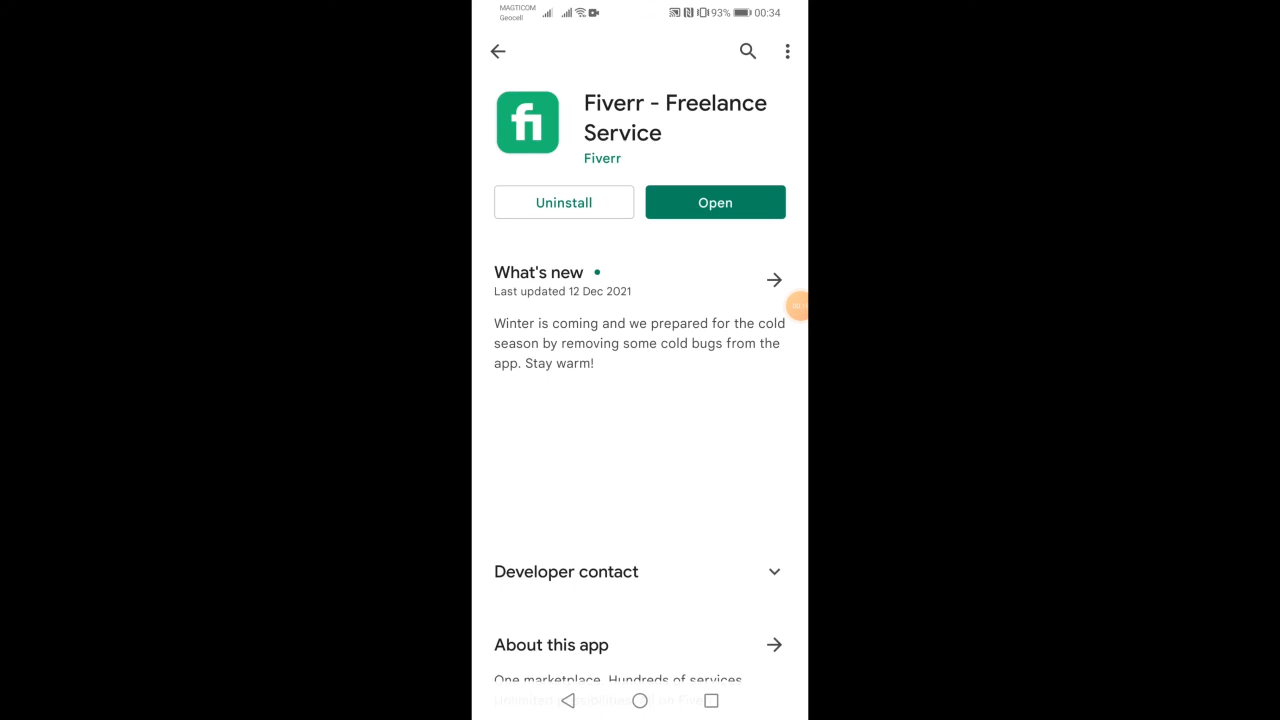 MAGTICOM
Geocell
93% 00:34
fi
Fiverr - Freelance
Service
Fiverr
Uninstall Open
What's new
Last updated 12 Dec 2021
Winter is coming and we prepared for the cold
season by removing some cold bugs from the
app. Stay warm!
Developer contact
About this app
One marketplace. Hundreds of services.